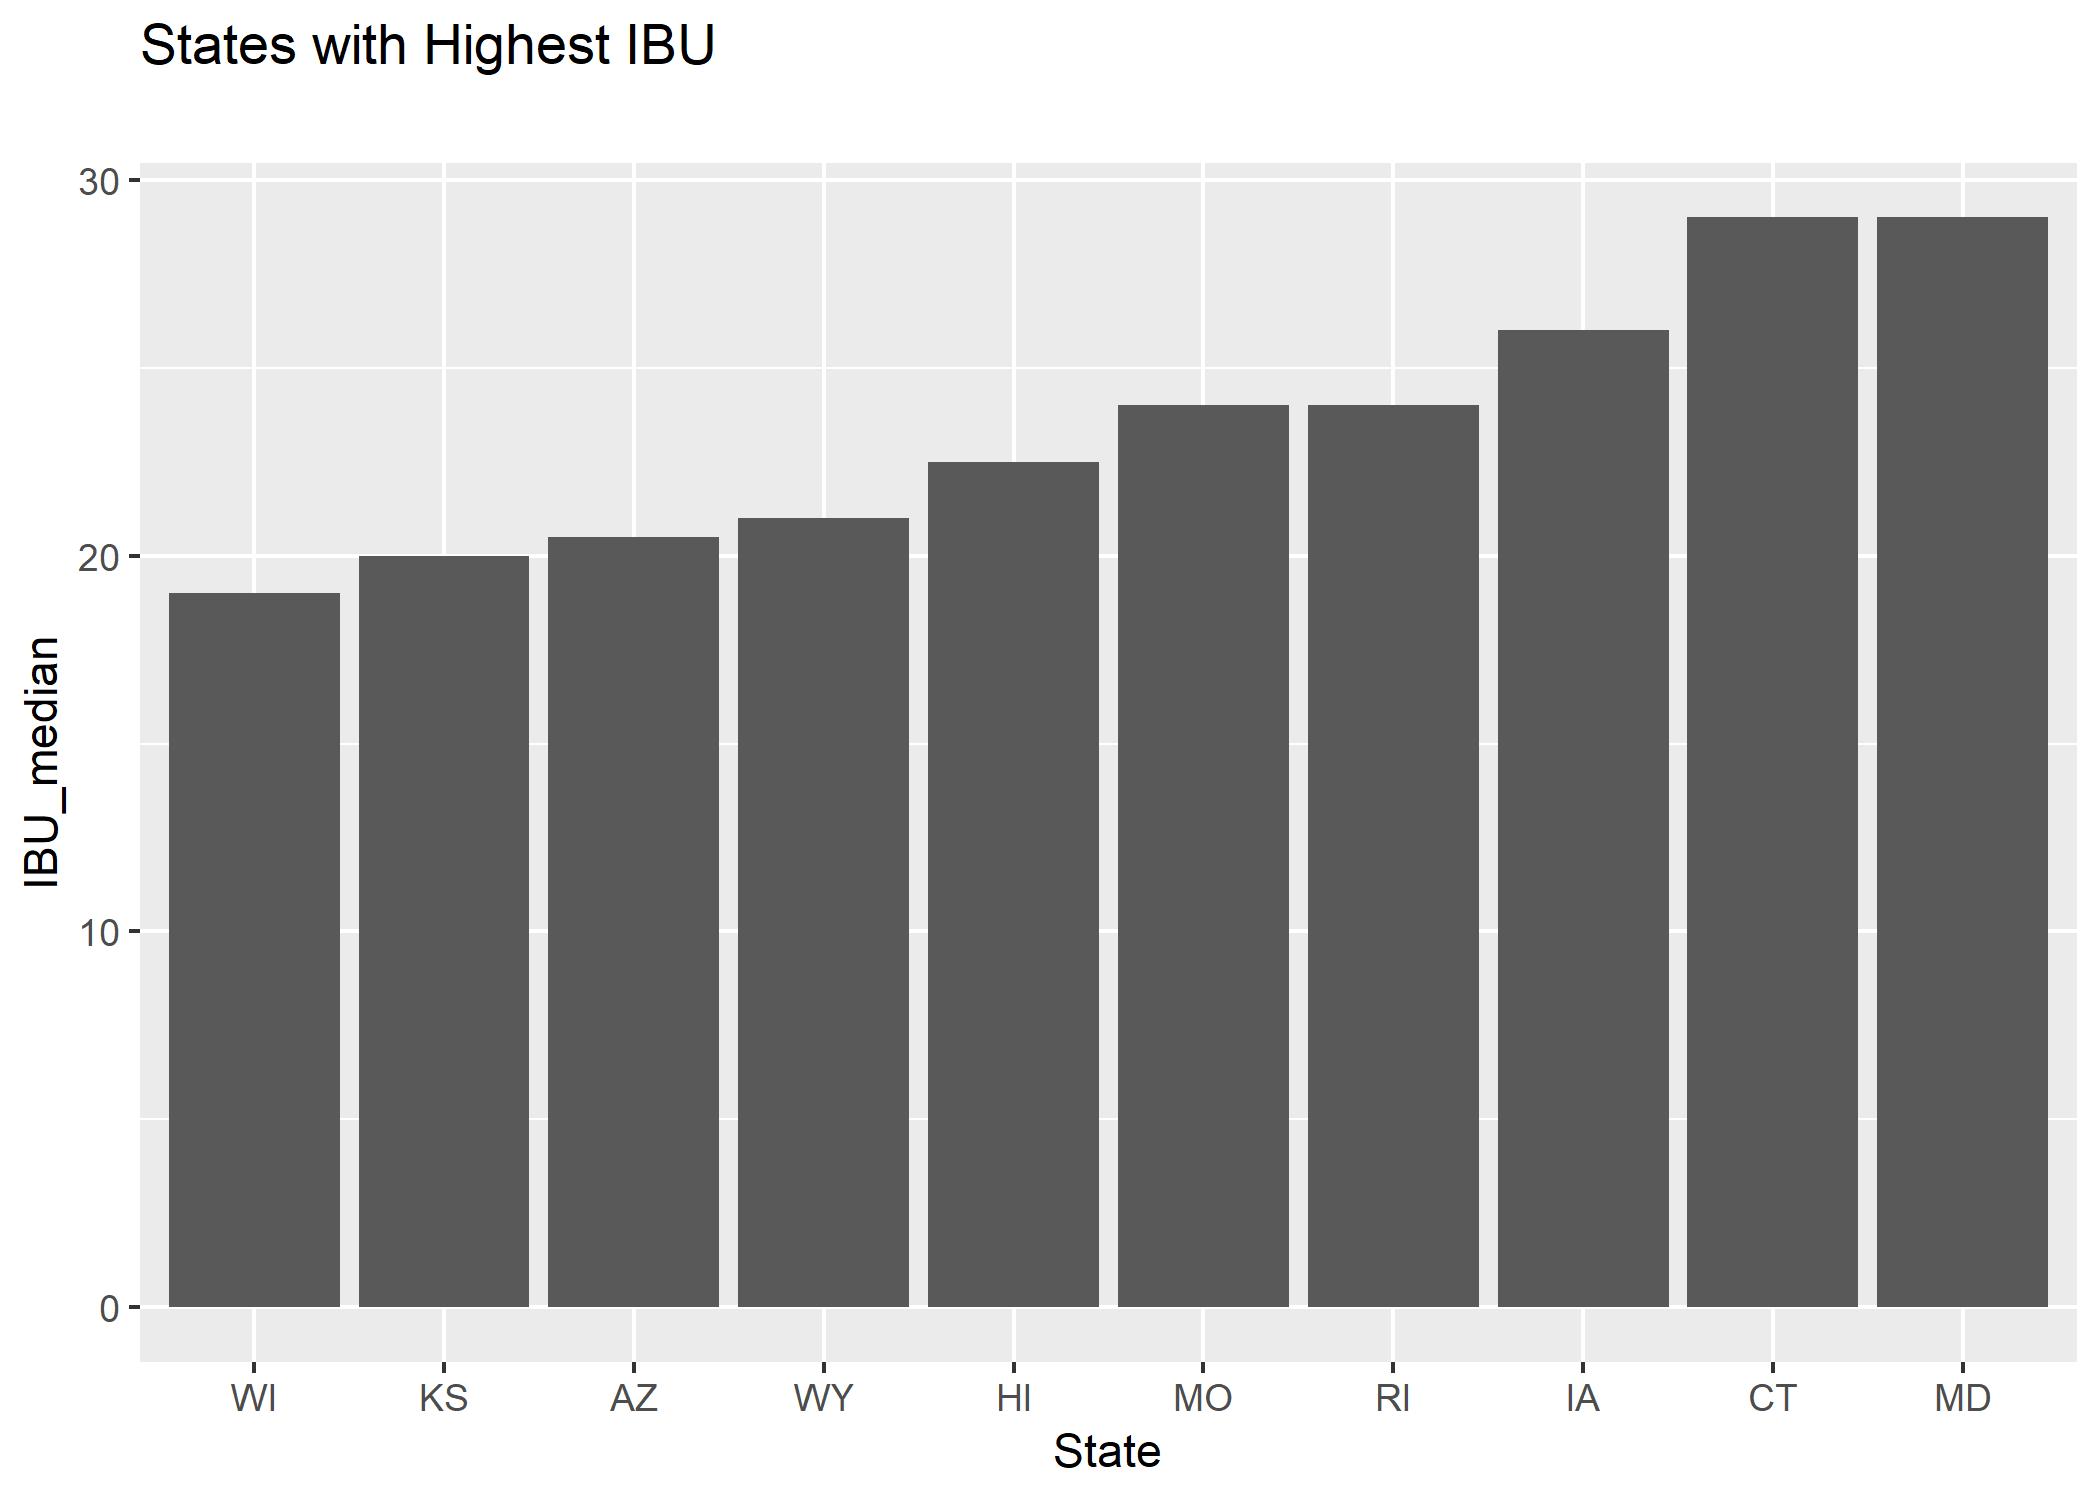 States with Highest IBU
IBU_median
30
20
10
0
WI KS AZ WY HI MO RI IA CT MD
State